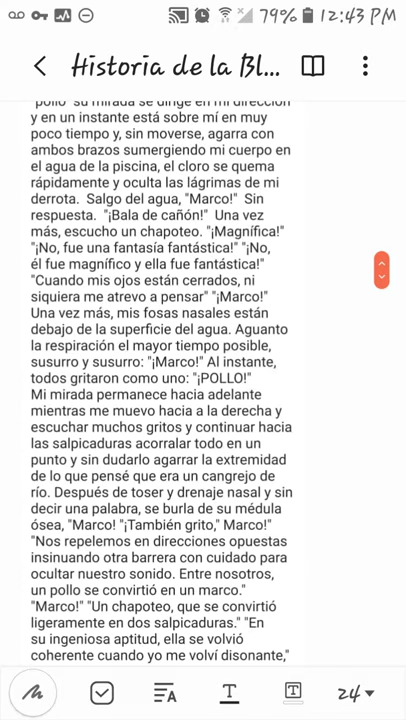 79% 12:43 PM
Historia de la Bl...
"pollo" su mirada se dirige en mi dirección
y en un instante está sobre mí en muy
poco tiempo y, sin moverse, agarra con
ambos brazos sumergiendo mi cuerpo en
el agua de la piscina, el cloro se quema
rápidamente y oculta las lágrimas de mi
derrota. Salgo del agua, "Marco!" Sin
respuesta. "¡Bala de cañón!" Una vez
más, escucho un chapoteo. "¡Magnífica!"
"¡No, fue una fantasía fantástica!" "¡No,
él fue magnífico y ella fue fantástica!"
"Cuando mis ojos están cerrados, ni
siquiera me atrevo a pensar" "¡Marco!"
Una vez más, mis fosas nasales están
debajo de la superficie del agua. Aguanto
la respiración el mayor tiempo posible,
susurro y susurro: "¡Marco!" Al instante,
todos gritaron como uno: "¡POLLO!"
Mi mirada permanece hacia adelante
mientras me muevo hacia a la derecha y
escuchar muchos gritos y continuar hacia
las salpicaduras acorralar todo en un
punto y sin dudarlo agarrar la extremidad
de lo que pensé que era un cangrejo de
río. Después de toser y drenaje nasal y sin
decir una palabra, se burla de su médula
ósea, "Marco! "¡También grito," Marco!"
"Nos repelemos en direcciones opuestas
insinuando otra barrera con cuidado para
ocultar nuestro sonido. Entre nosotros,
un pollo se convirtió en un marco."
"Marco!" "Un chapoteo, que se convirtió
ligeramente en dos salpicaduras." "En
su ingeniosa aptitud, ella se volvió
coherente cuando yo me volví disonante,"
A T T 24